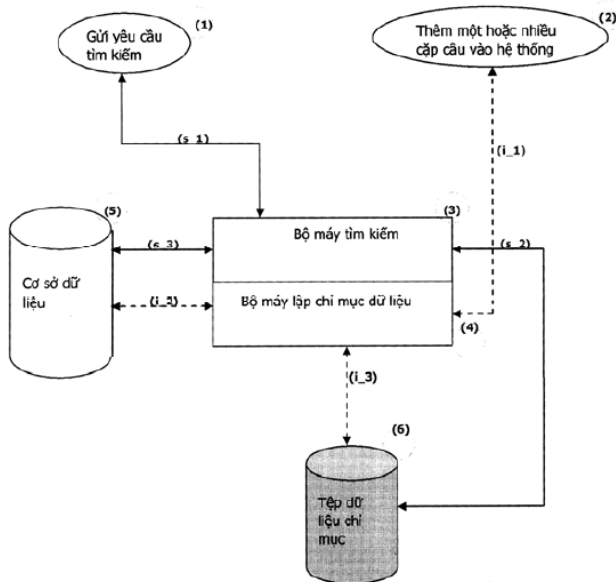 (1)
Gửi yêu cầu
tìm kiếm
(2)
Thêm một hoặc nhiều
cặp câu vào hệ thống
(s_1)
(i_1)
(5)
(3)
Bộ máy tìm kiếm
(s_3)
(s_2)
Cơ sở dữ
liệu
(i_5)
Bộ máy lập chỉ mục dữ liệu
(4)
(i_3)
(6)
Tệp dữ
liệu chỉ
mục